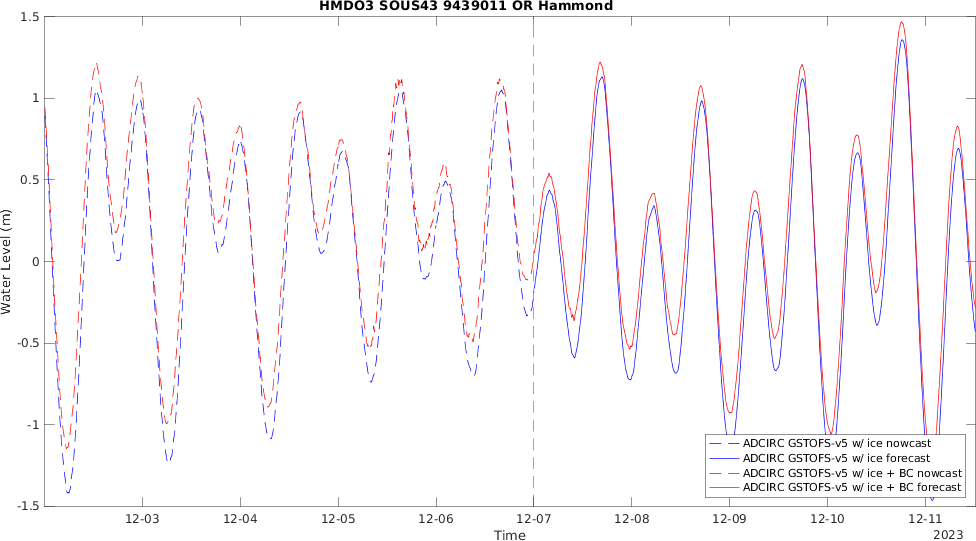 HMDO3 SOUS43 9439011 OR Hammond
1.5
1
0.5
0
-0.5
-1
-1.5
Water Level (m)
12-03 12-04 12-05 12-06 12-07 12-08 12-09 12-10 12-11
Time
2023
ADCIRC GSTOFS-v5 w/ ice nowcast
ADCIRC GSTOFS-v5 w/ ice forecast
ADCIRC GSTOFS-v5 w/ ice + BC nowcast
ADCIRC GSTOFS-v5 w/ ice + BC forecast